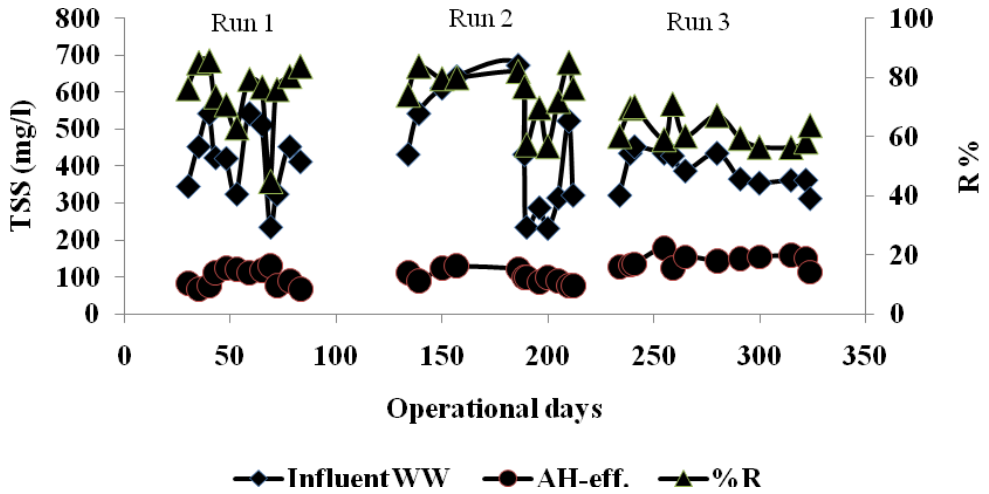 Run 1 Run 2 Run 3
800 100
700
600 80
500 60
400
300 40
200 20
100
0 0
0 50 100 150 200 250 300 350
TSS (mg/l)
R %
Operational days
Influent WW AH-eff. %R